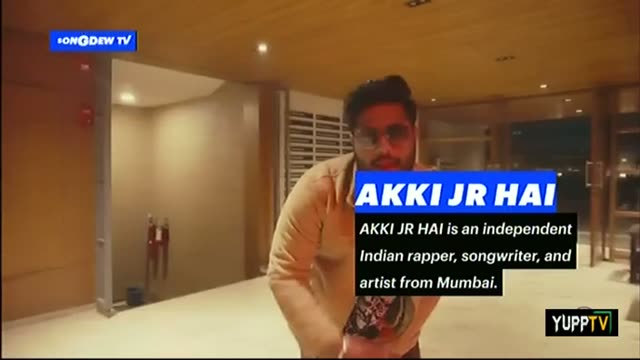 SONGDEW TV
AKKI JR HAI
AKKI JR HAI is an independent
Indian rapper, songwriter, and
artist from Mumbai.
YUPPTV